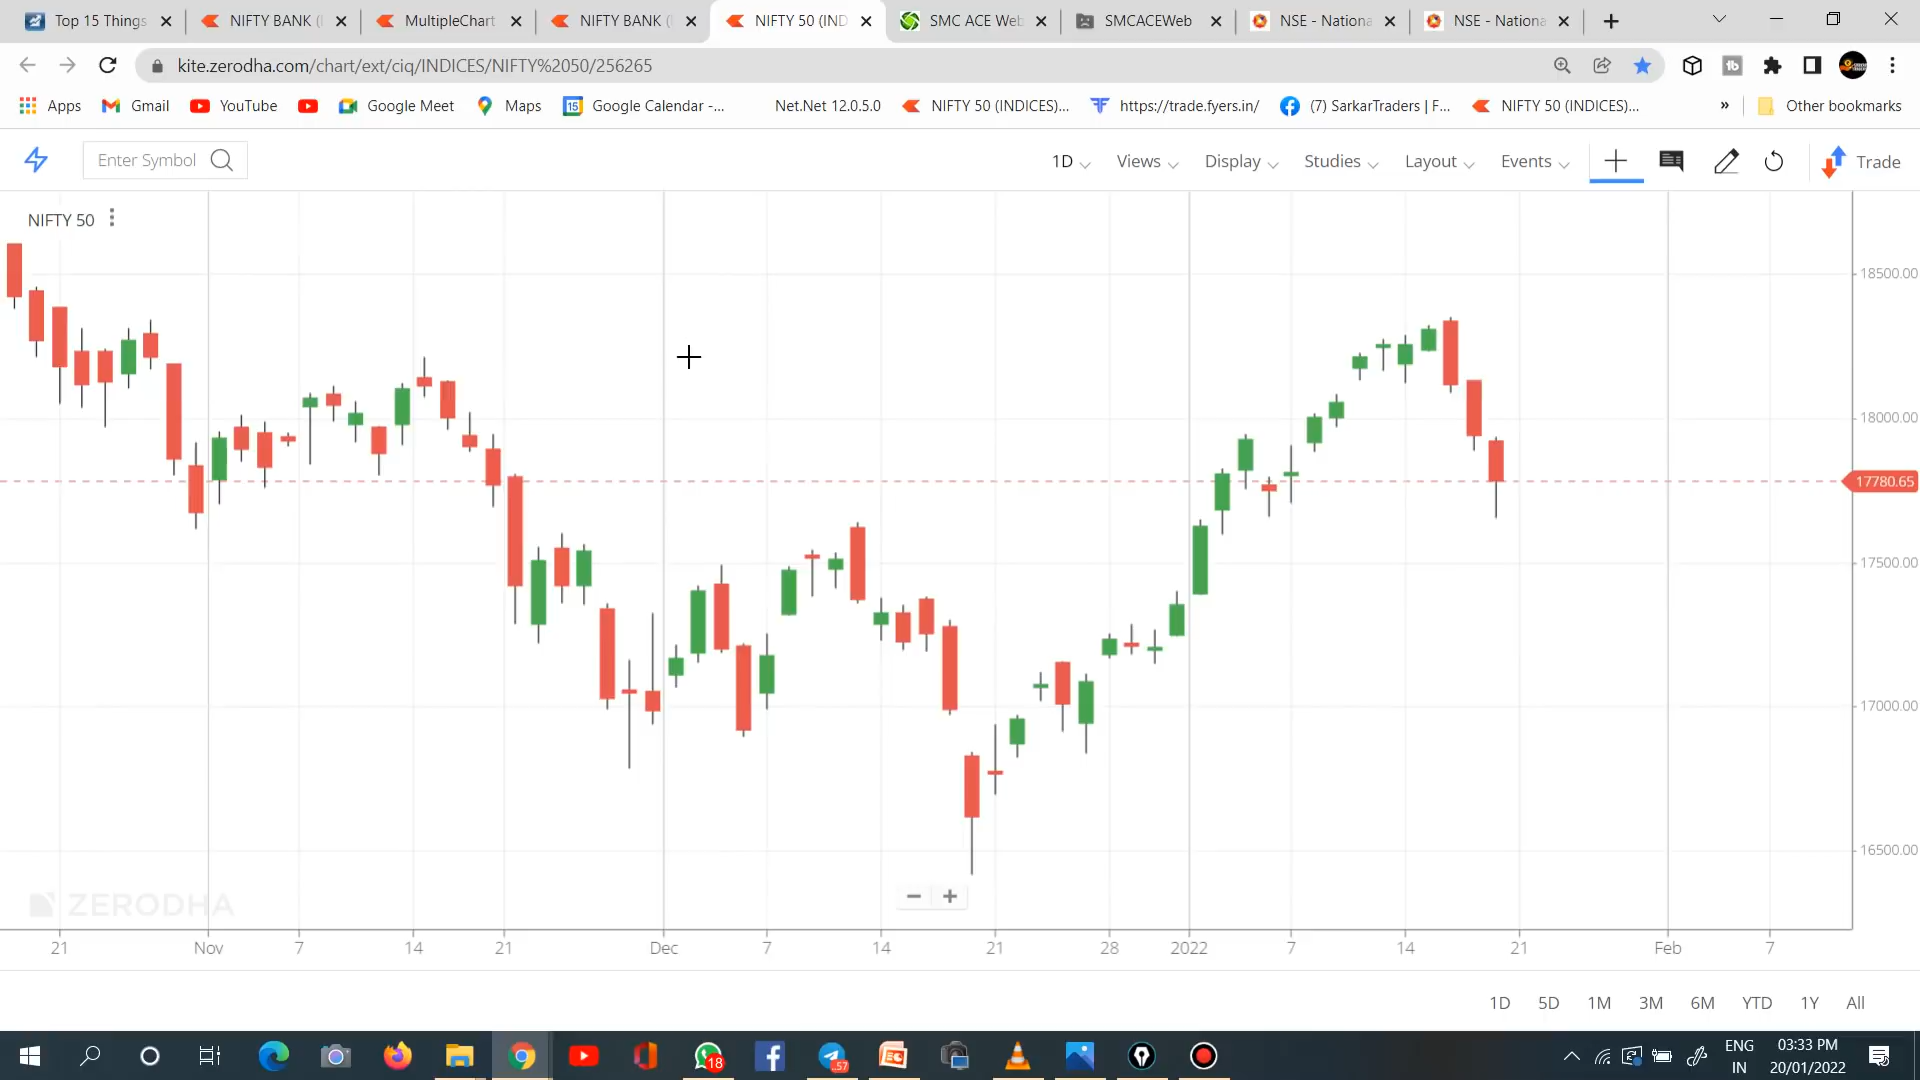 Top 15 Things NIFTY BANK ( MultipleChart NIFTY BANK ( NIFTY 50 (IND SMC ACE Web SMCACEWeb NSE - Nationa NSE - Nationa
kite.zerodha.com/chart/ext/ciq/INDICES/NIFTY%2050/256265
Apps Gmail YouTube Google Meet 15 Google Calendar -... Maps Net.Net 12.0.5.0 NIFTY 50 (INDICES)... https://trade.fyers.in/ (7) SarkarTraders | F... NIFTY 50 (INDICES)... » Other bookmarks
Enter Symbol 1D Views Display Studies Layout Events Trade
NIFTY 50
18500.00
18000.00
17780.65
17500.00
17000.00
16500.00
ZERODHA
21 Nov 7 14 21 Dec 7 14 21 28 2022 7 14 21 Feb 7
1D 5D 1M 3M 6M YTD 1Y All
18 57 ENG 03:33 PM
IN 20/01/2022